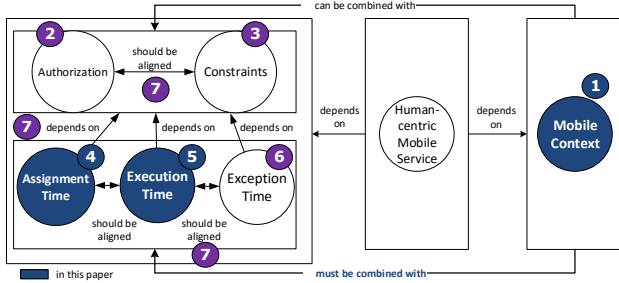 can be combined with
2
3
1
should be
aligned
Authorization
Constraints
7
7
depends on
depends on
depends on
depends
on
Human-
centric
Mobile
Service
depends
on
Mobile
Context
4
5
6
Assignment
Time
Execution
Time
Exception
Time
should be
aligned
should be
aligned
7
in this paper
must be combined with